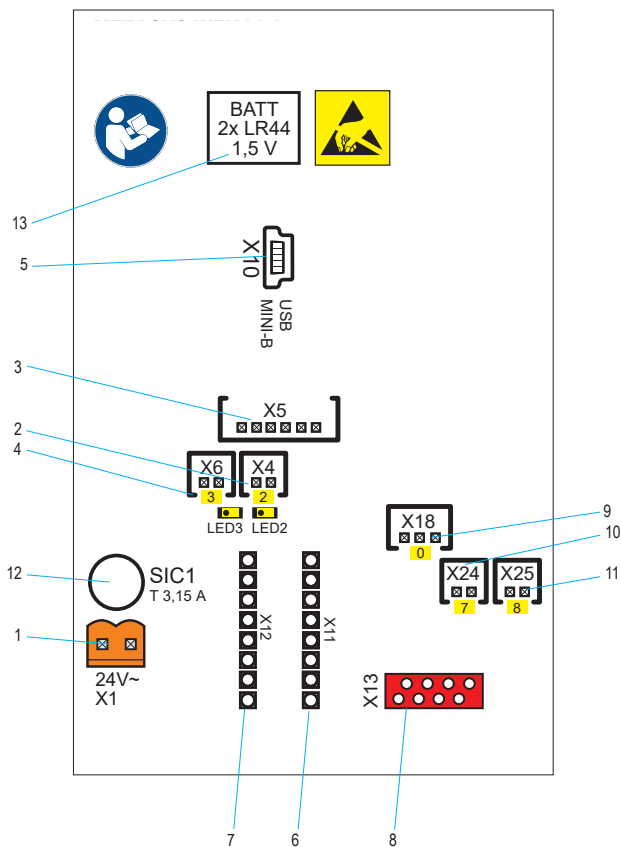 BATT
2x LR44
1,5 V
13
5
X10
USB
MINI-B
3
X5
2
4
X6
X4
3
2
LED3
LED2
9
X18
10
0
X24
X25
11
7
8
12
SIC1
T 3,15 A
X12
X11
1
24V~
X1
X13
7
6
8